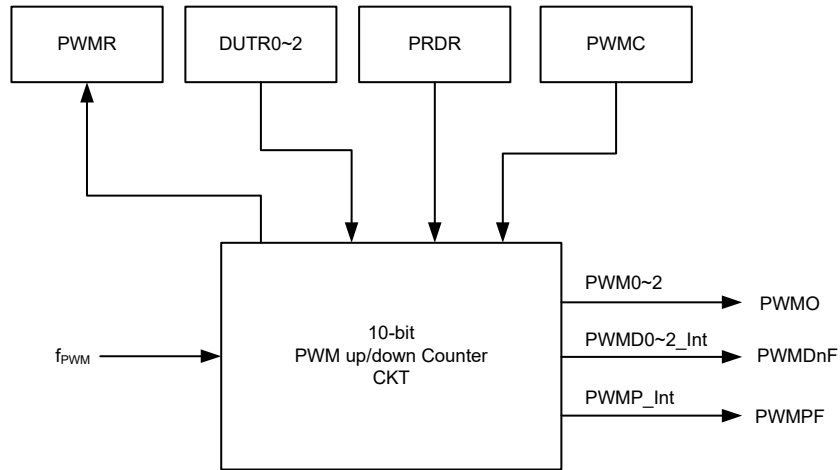 PWMR
DUTR0~2
PRDR
PWMC
PWM0~2
PWMO
10-bit
PWM up/down Counter
CKT
fPWM
PWMD0~2_Int
PWMDnF
PWMP_Int
PWMPF